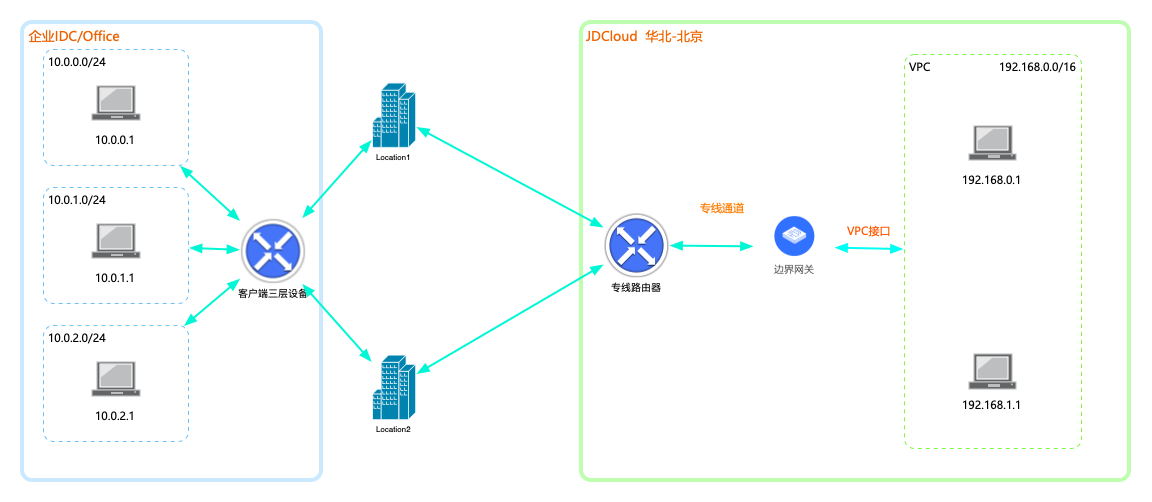 企业IDC/Office
10.0.0.0/24
10.0.0.1
10.0.1.0/24
10.0.1.1
10.0.2.0/24
10.0.2.1
客户端三层设备
Location1
Location2
JDCloud 华北-北京
专线路由器
专线通道
边界网关
VPC接口
VPC 192.168.0.0/16
192.168.0.1
192.168.1.1